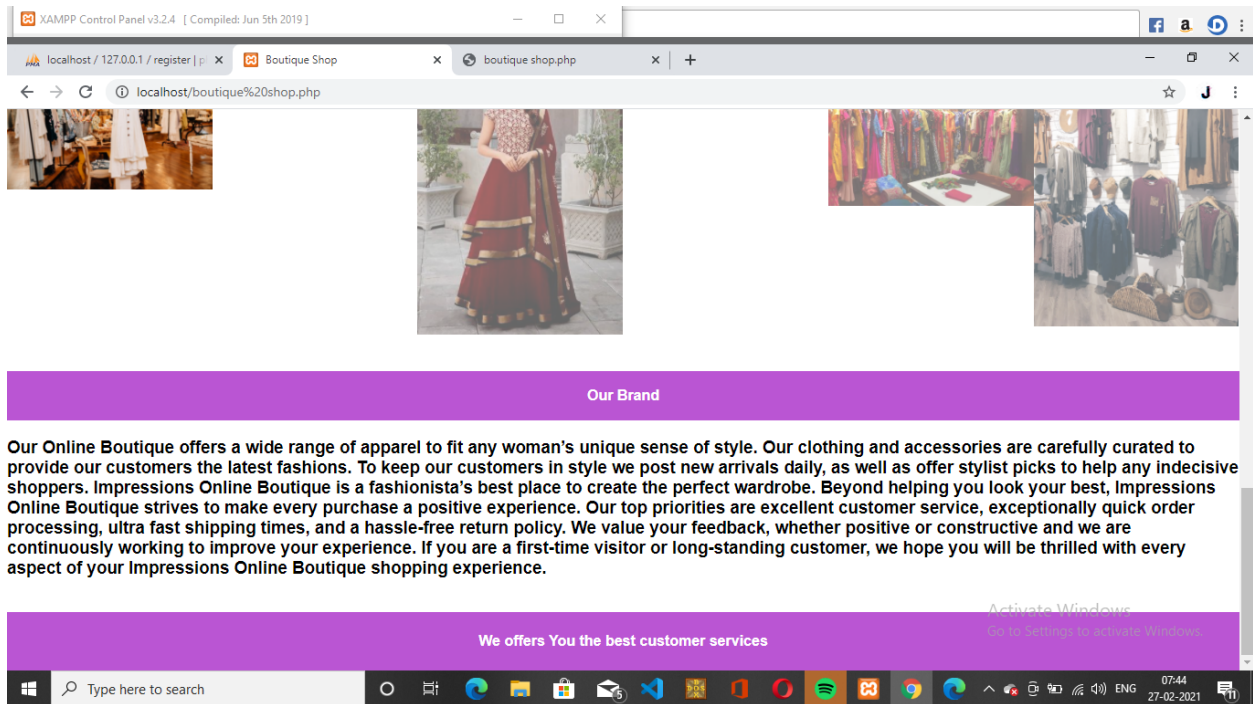 XAMPP Control Panel v3.2.4 [ Compiled: Jun 5th 2019 ]
localhost / 127.0.0.1 / register | p
Boutique Shop
boutique shop.php
localhost/boutique%20shop.php
Our Brand
Our Online Boutique offers a wide range of apparel to fit any woman’s unique sense of style. Our clothing and accessories are carefully curated to
provide our customers the latest fashions. To keep our customers in style we post new arrivals daily, as well as offer stylist picks to help any indecisive
shoppers. Impressions Online Boutique is a fashionista’s best place to create the perfect wardrobe. Beyond helping you look your best, Impressions
Online Boutique strives to make every purchase a positive experience. Our top priorities are excellent customer service, exceptionally quick order
processing, ultra fast shipping times, and a hassle-free return policy. We value your feedback, whether positive or constructive and we are
continuously working to improve your experience. If you are a first-time visitor or long-standing customer, we hope you will be thrilled with every
aspect of your Impressions Online Boutique shopping experience.
Activate Windows
Go to Settings to activate Windows.
We offers You the best customer services
Type here to search
ENG
07:44
27-02-2021